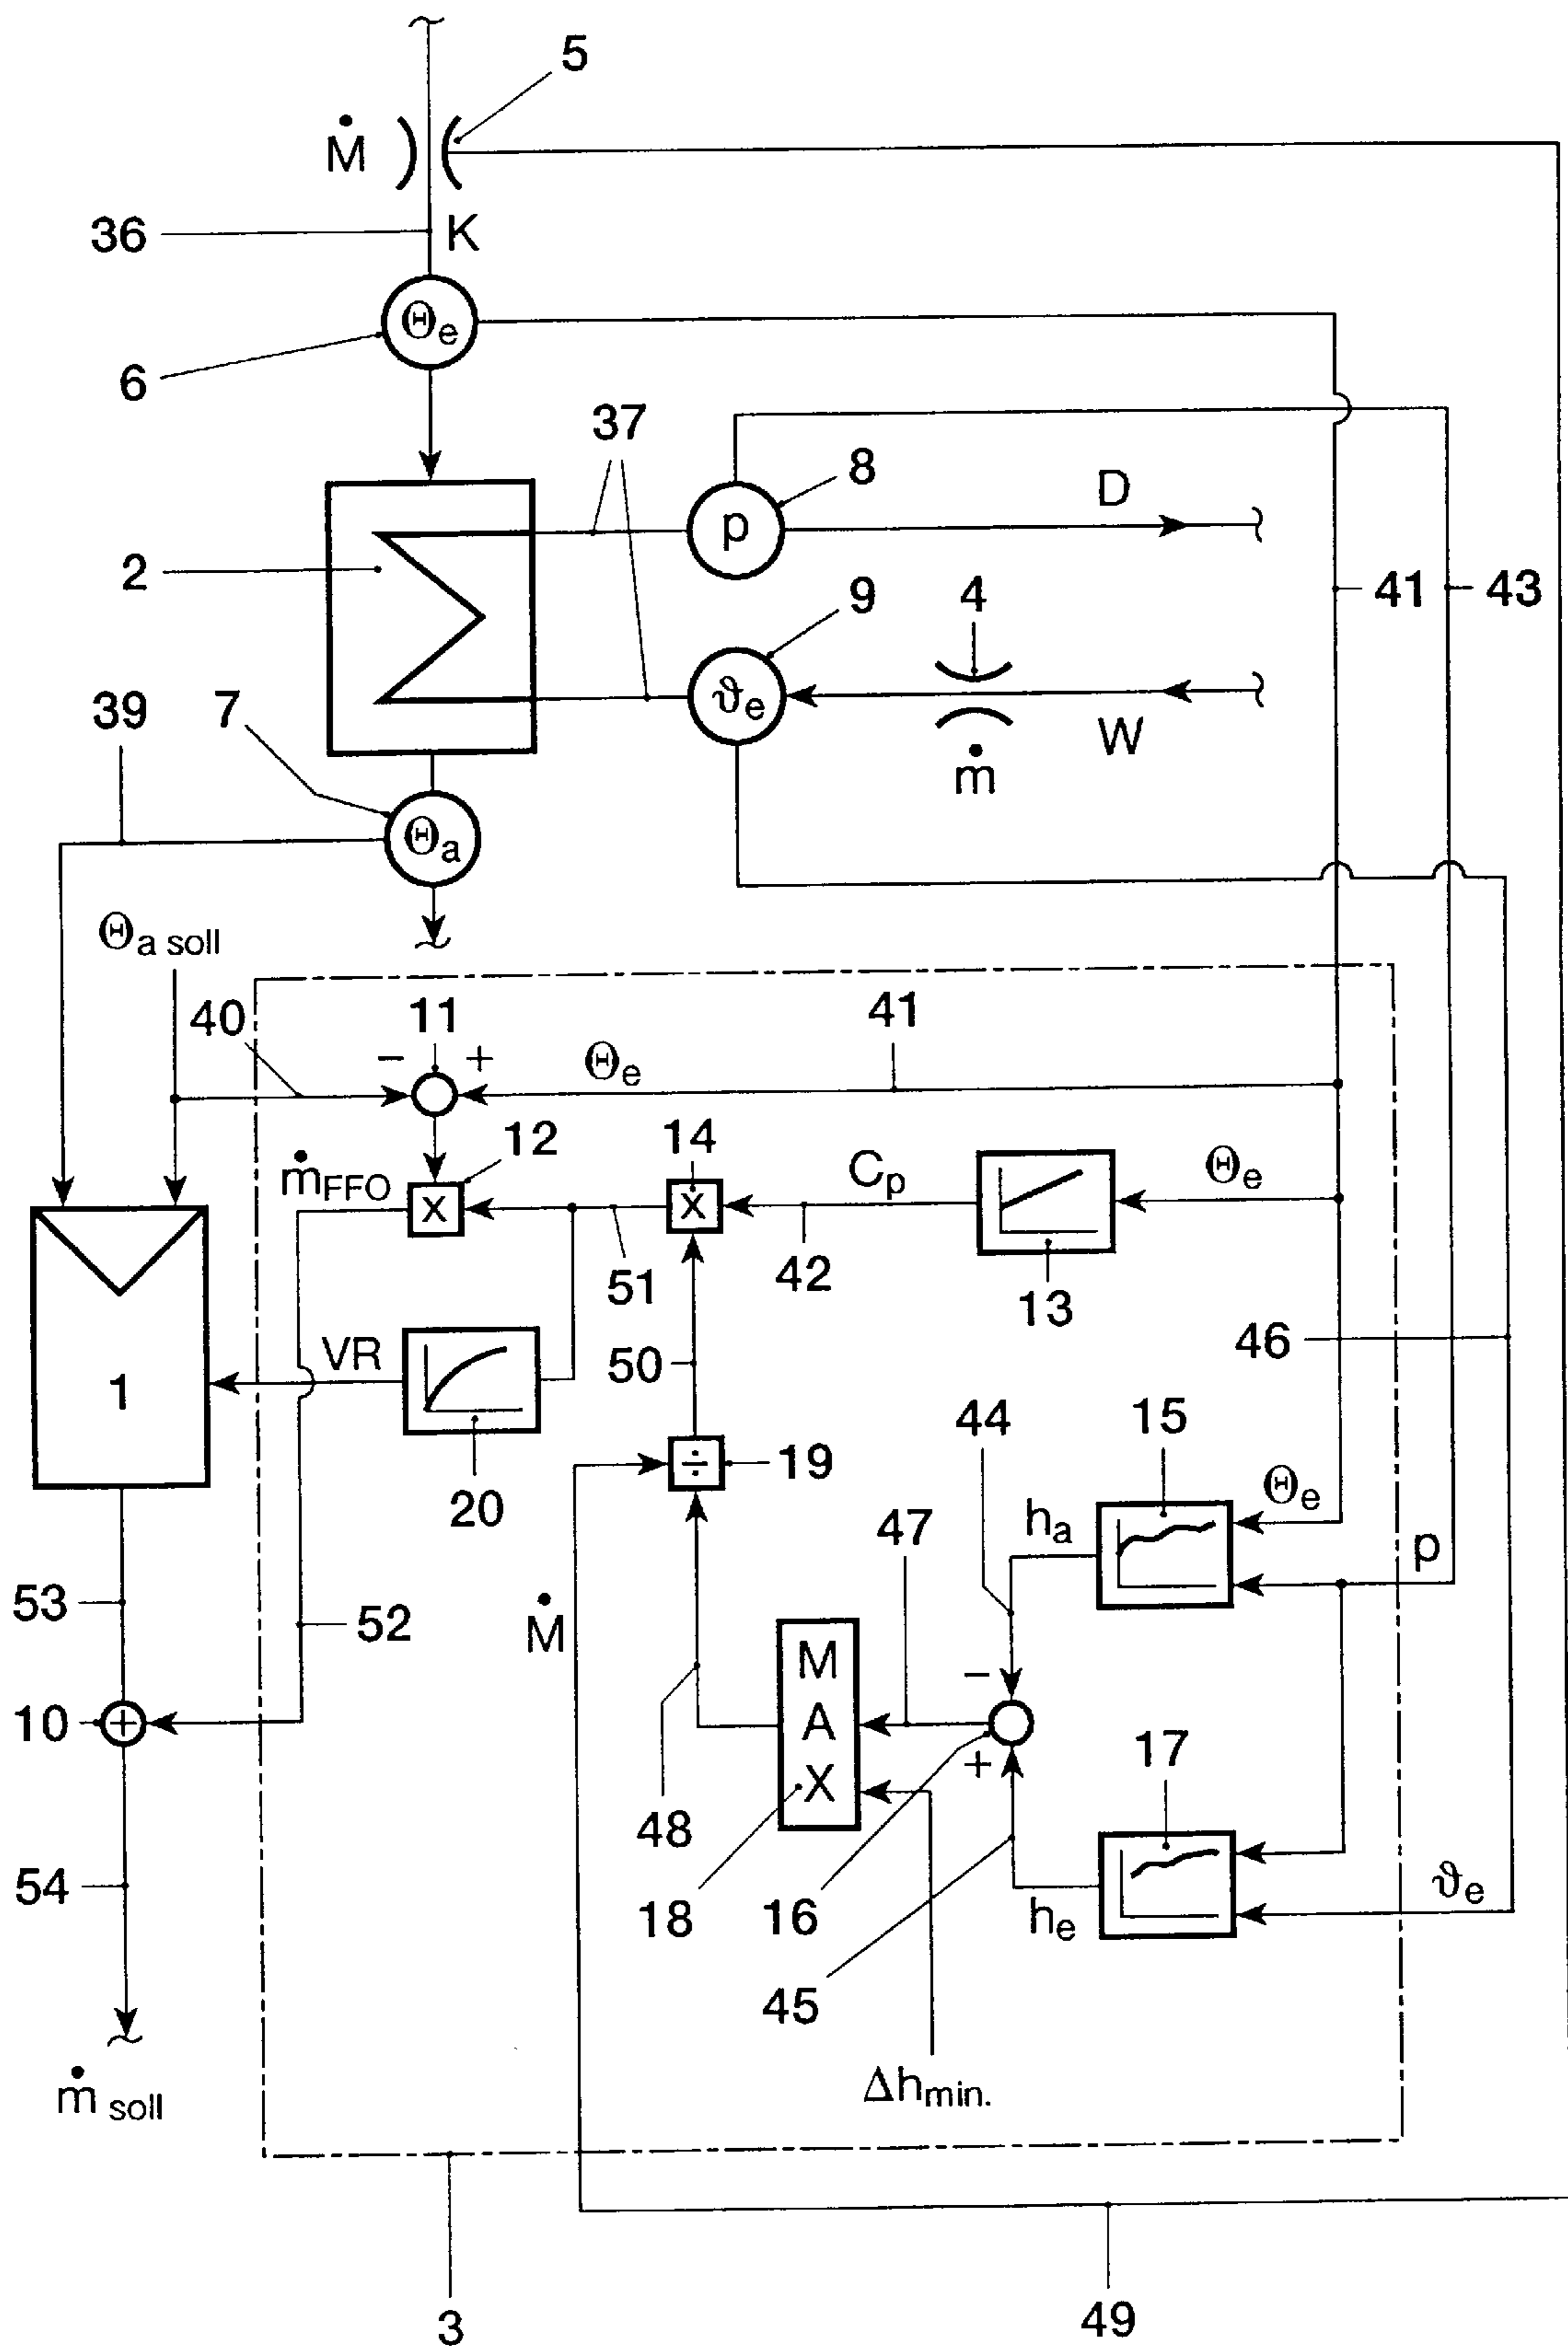 5
Ṁ
36
K
Θe
6
37
8
p
D
2
9
4
41
43
ϑe
W
ṁ
39
7
Θa
Θa soll
40
11
41
− +
Θe
12
14
ṁFFO
Cp
Θe
X
X
51
42
13
VR
50
46
1
44
15
÷
19
20
Θe
47
ha
p
53
Ṁ
52
M
A
X
−
10
+
17
+
48
54
18
16
he
ϑe
45
ṁ soll
Δhmin.
3
49